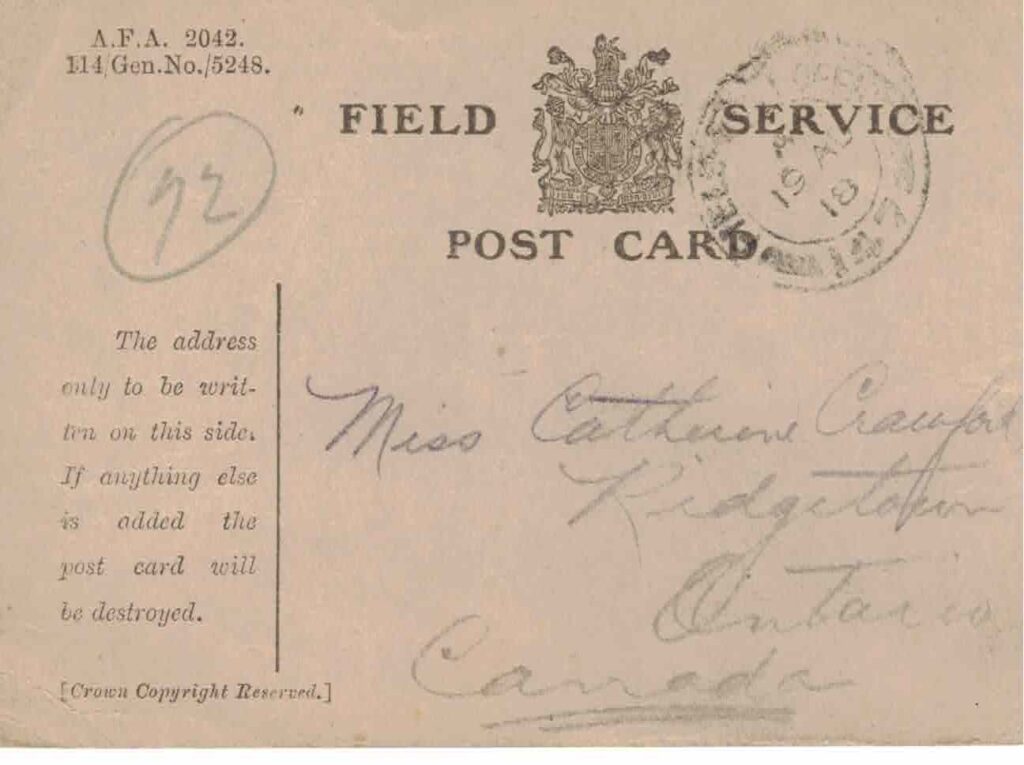 A.F.A. 2042.
114/Gen.No./5248.
FIELD SERVICE
POST CARD
92
19 AU
18
The address
only to be writ-
ten on this side.
If anything else
is added the
post card will
be destroyed.
[Crown Copyright Reserved.]
Miss Catherine Crawford
Ridgetown
Ontario
Canada